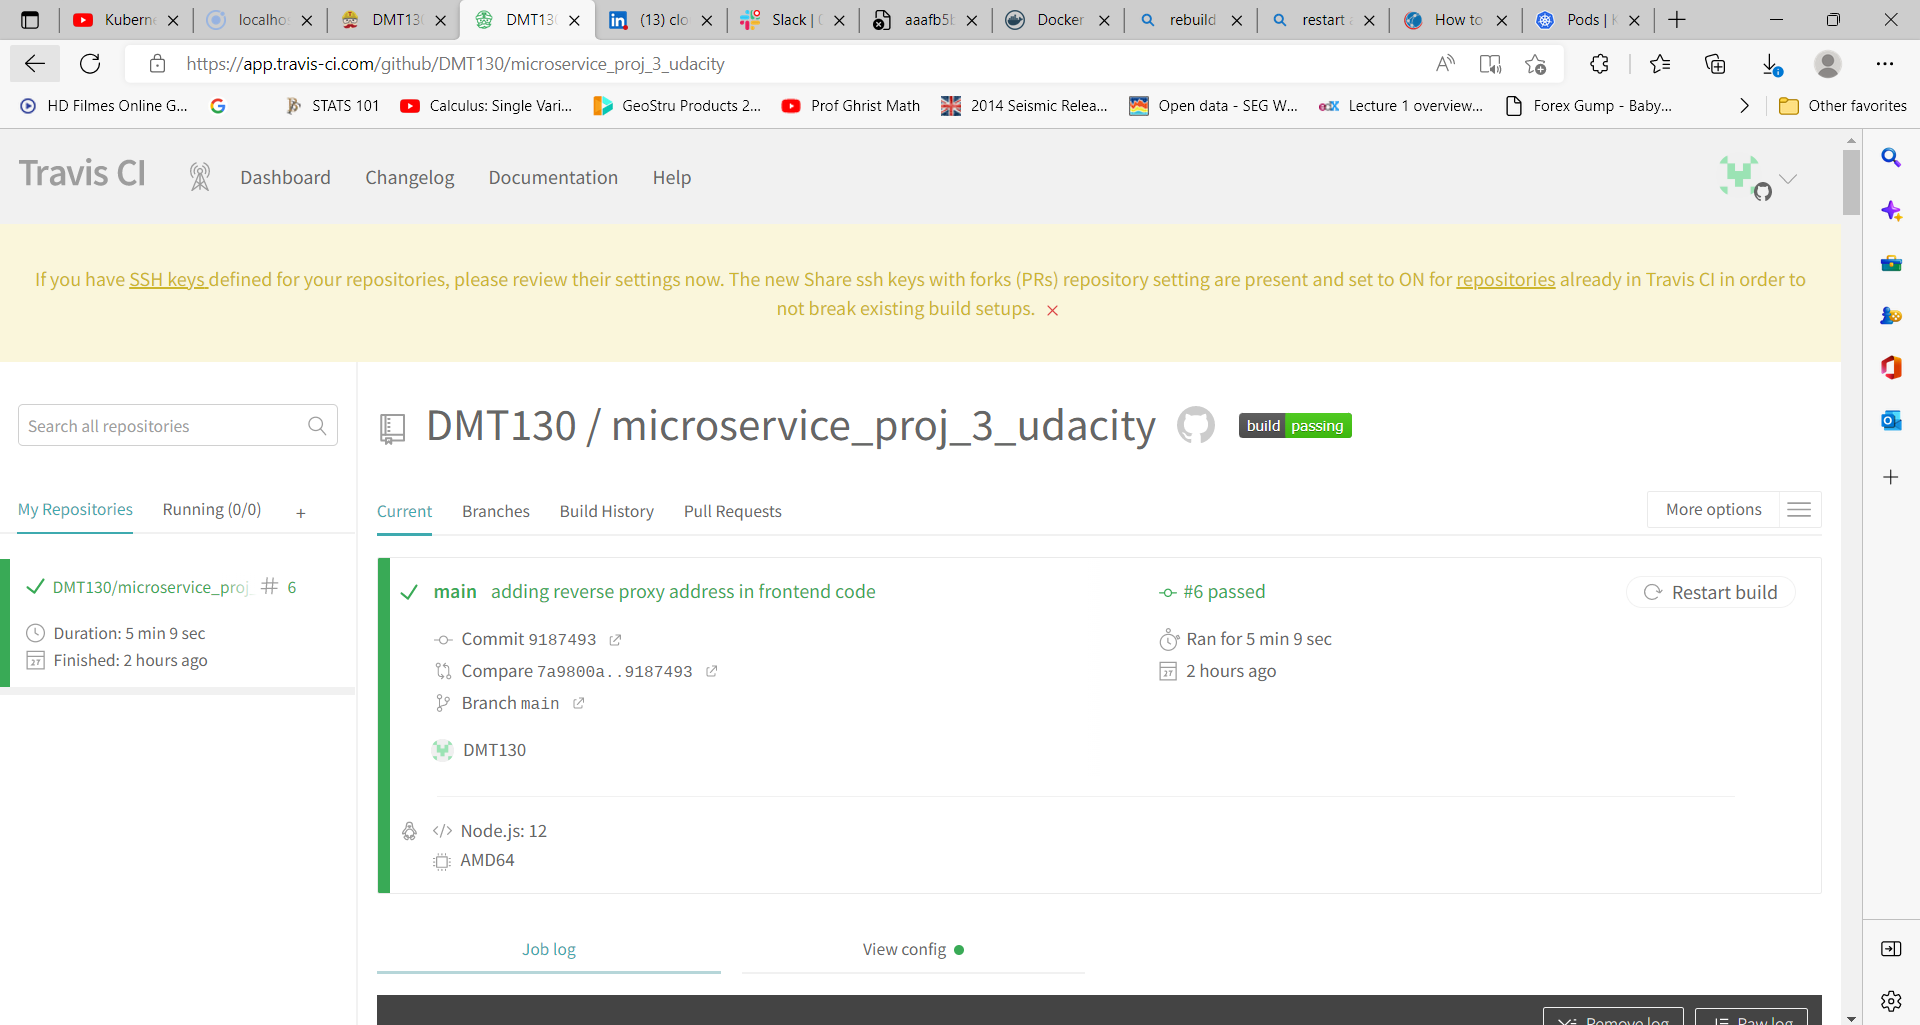 Kuberne
localhos
DMT130
DMT130
(13) clo
Slack | 
aaafb5b
Docker
rebuild
restart a
How to
Pods | K
https://app.travis-ci.com/github/DMT130/microservice_proj_3_udacity
HD Filmes Online G...
STATS 101
Calculus: Single Vari...
GeoStru Products 2...
Prof Ghrist Math
2014 Seismic Relea...
Open data - SEG W...
edX
Lecture 1 overview...
Forex Gump - Baby...
Other favorites
Travis CI
Dashboard
Changelog
Documentation
Help
If you have SSH keys defined for your repositories, please review their settings now. The new Share ssh keys with forks (PRs) repository setting are present and set to ON for repositories already in Travis CI in order to
not break existing build setups.
Search all repositories
DMT130 / microservice_proj_3_udacity
build passing
My Repositories
Running (0/0)
+
Current
Branches
Build History
Pull Requests
More options
DMT130/microservice_proj_
# 6
Duration: 5 min 9 sec
Finished: 2 hours ago
main adding reverse proxy address in frontend code
#6 passed
Restart build
Commit 9187493
Ran for 5 min 9 sec
Compare 7a9800a..9187493
2 hours ago
Branch main
DMT130
Node.js: 12
AMD64
Job log
View config
Remove log
Raw log